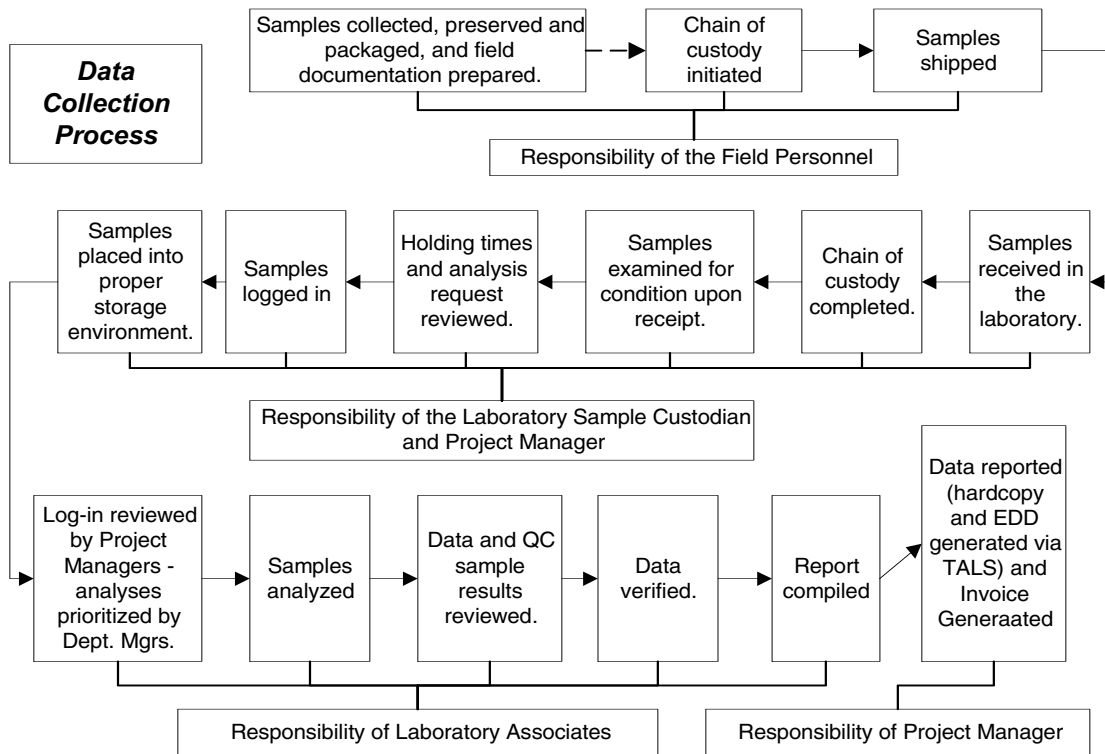 Data
Collection
Process
Samples collected, preserved
and
packaged, and field
documentation prepared.
Chain of
custody
initiated
Samples
shipped
Responsibility of the Field Personnel
Samples
received in
the
laboratory.
Chain of
custody
completed.
Samples
examined for
condition upon
receipt.
Holding times
and analysis
request
reviewed.
Samples
logged in
Samples
placed into
proper
storage
environment.
Responsibility of the Laboratory Sample Custodian
and Project Manager
Log-in reviewed
by Project
Managers -
analyses
prioritized by
Dept. Mgrs.
Samples
analyzed
Data and QC
sample
results
reviewed.
Data
verified.
Report
compiled
Data reported
(hardcopy
and EDD
generated via
TALS) and
Invoice
Generaated
Responsibility of Laboratory Associates
Responsibility of Project Manager